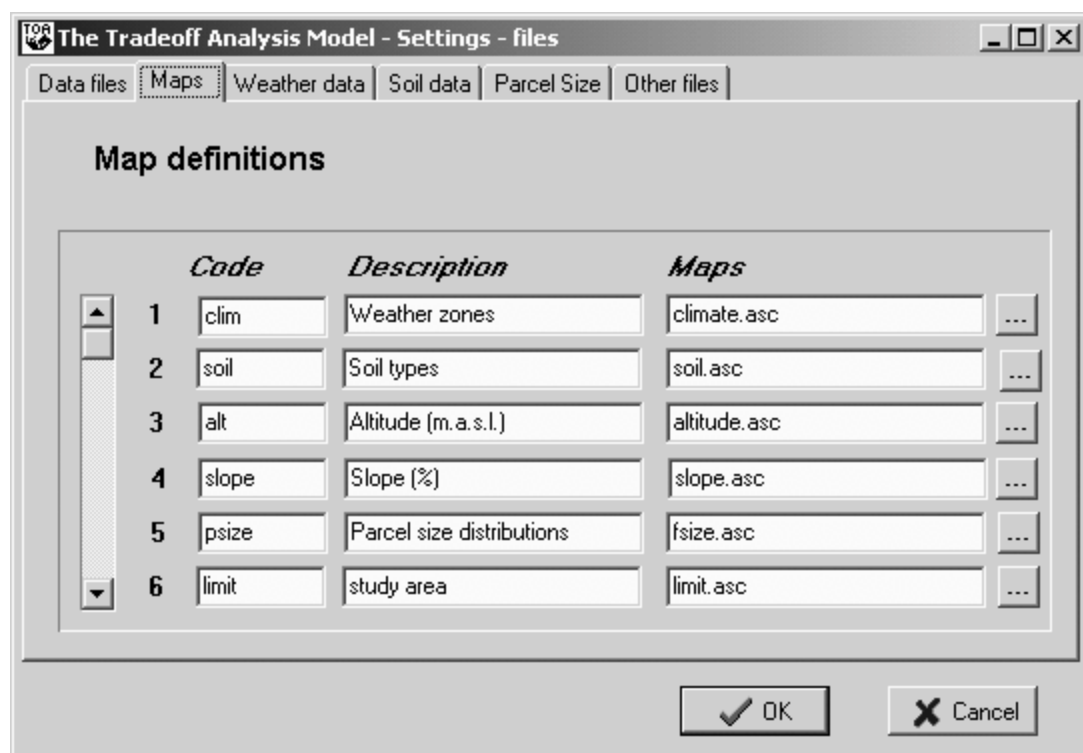 TOA The Tradeoff Analysis Model - Settings - files
Data files Maps Weather data Soil data Parcel Size Other files
Map definitions
Code Description Maps
1 clim Weather zones climate.asc ...
2 soil Soil types soil.asc ...
3 alt Altitude (m.a.s.l.) altitude.asc ...
4 slope Slope (%) slope.asc ...
5 psize Parcel size distributions fsize.asc ...
6 limit study area limit.asc ...
OK Cancel